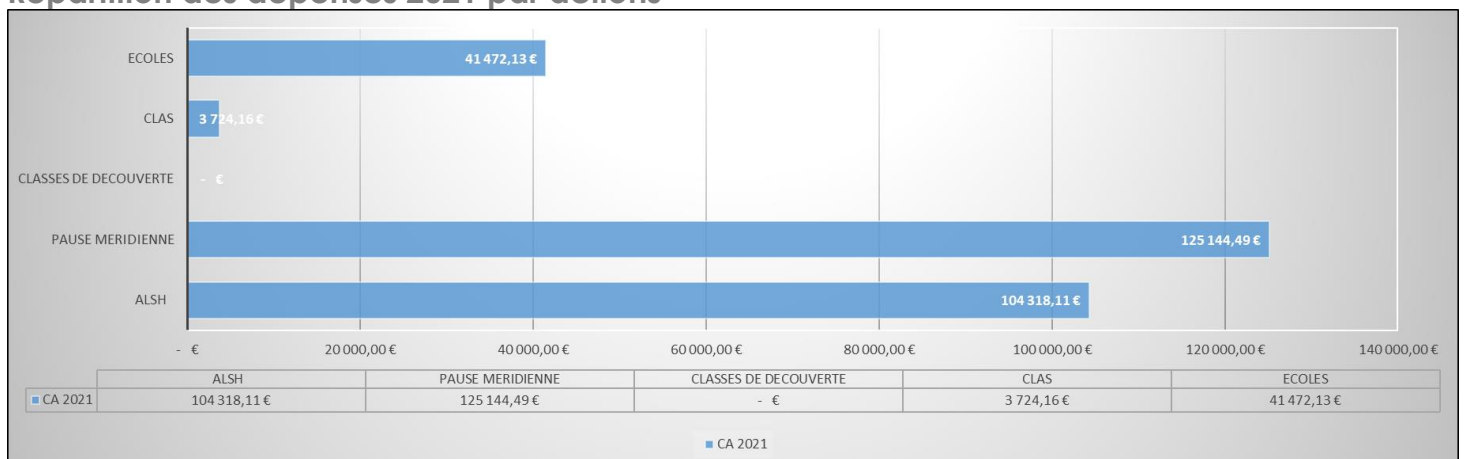 ECOLES
41 472,13 €
CLAS
3 724,16 €
CLASSES DE DECOUVERTE
- €
PAUSE MERIDIENNE
125 144,49 €
ALSH
104 318,11 €
- € 20 000,00 € 40 000,00 € 60 000,00 € 80 000,00 € 100 000,00 € 120 000,00 € 140 000,00 €
ALSH PAUSE MERIDIENNE CLASSES DE DECOUVERTE CLAS ECOLES
CA 2021 104 318,11 € 125 144,49 € - € 3 724,16 € 41 472,13 €
CA 2021